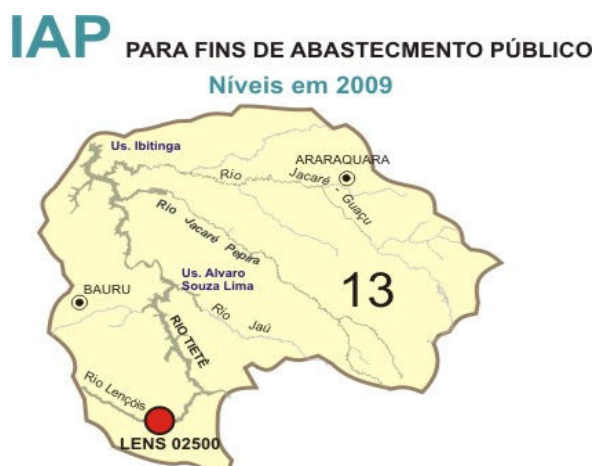 IAP PARA FINS DE ABASTECMENTO PÚBLICO
Níveis em 2009
Us. Ibitinga
ARARAQUARA
Rio Jacaré - Guaçu
Rio Jacaré Pepira
13
Us. Alvaro
Souza Lima
BAURU
Rio Jaú
RIO TIETÊ
Rio Lençóis
LENS 02500